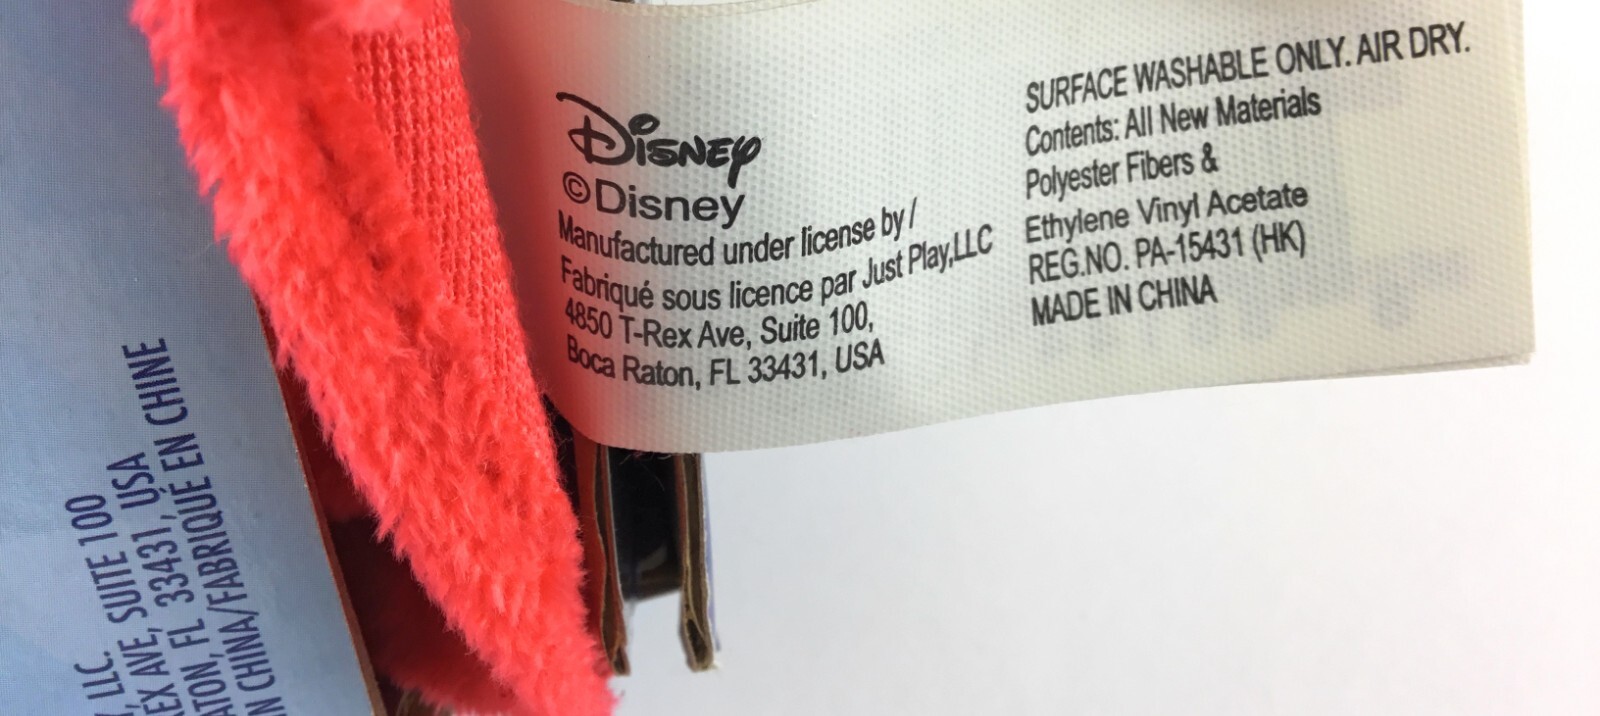 Disney
©Disney
Manufactured under license by /
Fabriqué sous licence par Just Play,LLC
4850 T-Rex Ave, Suite 100,
Boca Raton, FL 33431, USA
SURFACE WASHABLE ONLY. AIR DRY.
Contents: All New Materials
Polyester Fibers &
Ethylene Vinyl Acetate
REG.NO. PA-15431 (HK)
MADE IN CHINA
LLC.
AVE, SUITE 100
FL 33431, USA
CHINA/FABRIQUÉ EN CHINE